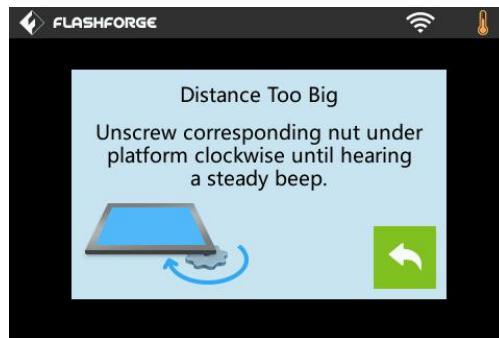 FLASHFORGE
Distance Too Big
Unscrew corresponding nut under
platform clockwise until hearing
a steady beep.